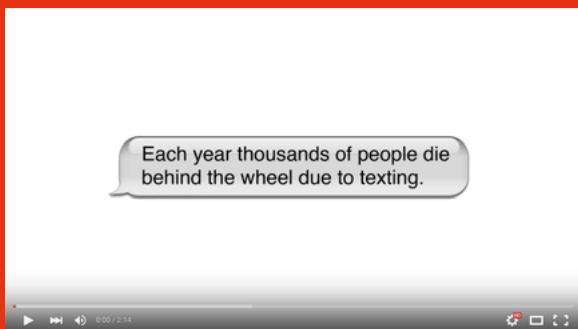 Each year thousands of people die
behind the wheel due to texting.
0:00 / 2:14